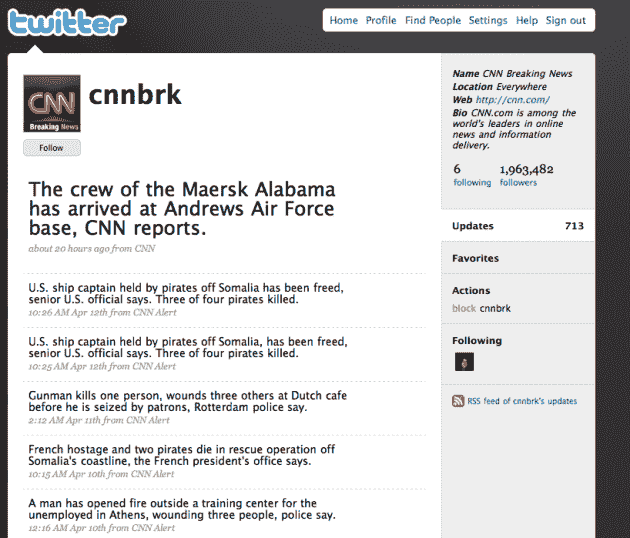 twitter
Home Profile Find People Settings Help Sign out
CNN
Breaking News
cnnbrk
Follow
The crew of the Maersk Alabama
has arrived at Andrews Air Force
base, CNN reports.
about 20 hours ago from CNN
U.S. ship captain held by pirates off Somalia has been freed,
senior U.S. official says. Three of four pirates killed.
10:26 AM Apr 12th from CNN Alert
U.S. ship captain held by pirates off Somalia, has been freed,
senior U.S. official says. Three of four pirates killed.
10:25 AM Apr 12th from CNN Alert
Gunman kills one person, wounds three others at Dutch cafe
before he is seized by patrons, Rotterdam police say.
2:12 AM Apr 11th from CNN Alert
French hostage and two pirates die in rescue operation off
Somalia's coastline, the French president's office says.
10:15 AM Apr 10th from CNN Alert
A man has opened fire outside a training center for the
unemployed in Athens, wounding three people, police say.
12:16 AM Apr 10th from CNN Alert
Name CNN Breaking News
Location Everywhere
Web http://cnn.com/
Bio CNN.com is among the
world's leaders in online
news and information
delivery.
6 1,963,482
following followers
Updates 713
Favorites
Actions
block cnnbrk
Following
RSS feed of cnnbrk's updates